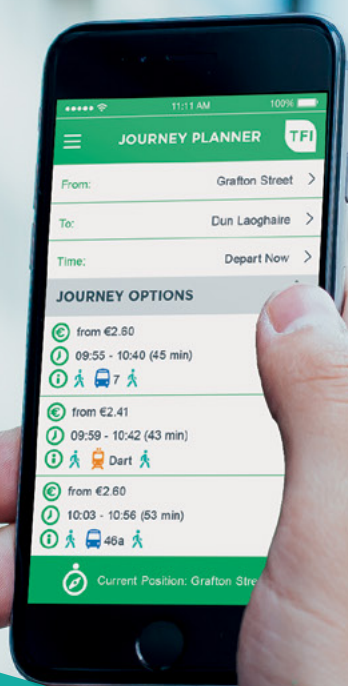 11:11 AM 100%
JOURNEY PLANNER TFI
From: Grafton Street
To: Dun Laoghaire
Time: Depart Now
JOURNEY OPTIONS
from €2.60
09:55 - 10:40 (45 min)
7
from €2.41
09:59 - 10:42 (43 min)
Dart
from €2.60
10:03 - 10:56 (53 min)
46a
Current Position: Grafton Stre